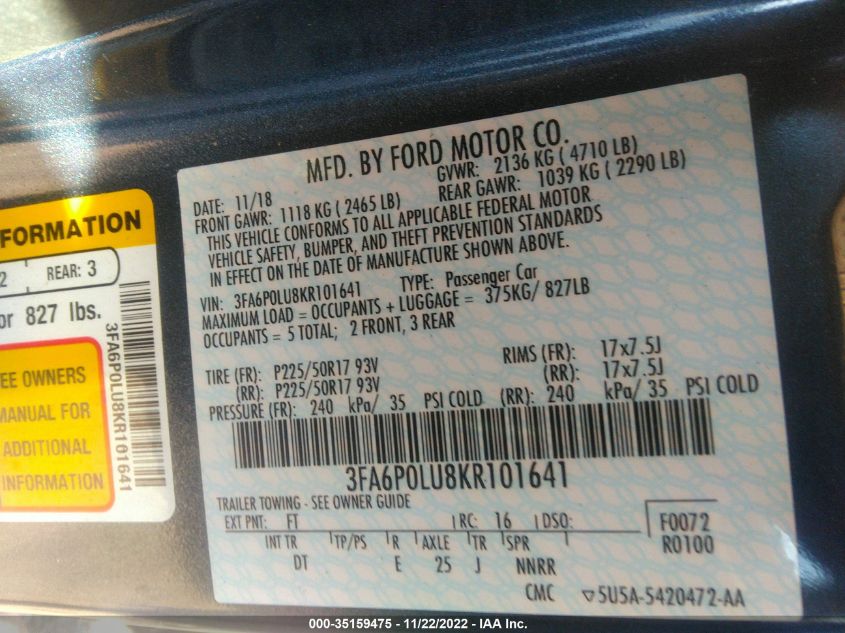 MFD. BY FORD MOTOR CO.
DATE: 11/18
GVWR: 2136 KG ( 4710 LB)
FRONT GAWR: 1118 KG ( 2465 LB)
REAR GAWR: 1039 KG ( 2290 LB)
THIS VEHICLE CONFORMS TO ALL APPLICABLE FEDERAL MOTOR
VEHICLE SAFETY, BUMPER, AND THEFT PREVENTION STANDARDS
IN EFFECT ON THE DATE OF MANUFACTURE SHOWN ABOVE.
VIN: 3FA6P0LU8KR101641 TYPE: Passenger Car
MAXIMUM LOAD = OCCUPANTS + LUGGAGE = 375KG/ 827LB
OCCUPANTS = 5 TOTAL; 2 FRONT, 3 REAR
TIRE (FR): P225/50R17 93V RIMS (FR): 17x7.5J
(RR): P225/50R17 93V (RR): 17x7.5J
PRESSURE (FR): 240 kPa/ 35 PSI COLD (RR): 240 kPa/ 35 PSI COLD
3FA6P0LU8KR101641
TRAILER TOWING - SEE OWNER GUIDE
EXT PNT: FT RC: 16 DSO: F0072
INT TR TP/PS R AXLE TR SPR R0100
DT E 25 J NNRR
CMC 5U5A-5420472-AA
FORMATION
2 REAR: 3
or 827 lbs.
EE OWNERS
MANUAL FOR
ADDITIONAL
INFORMATION
3FA6P0LU8KR101641
000-35159475 - 11/22/2022 - IAA Inc.